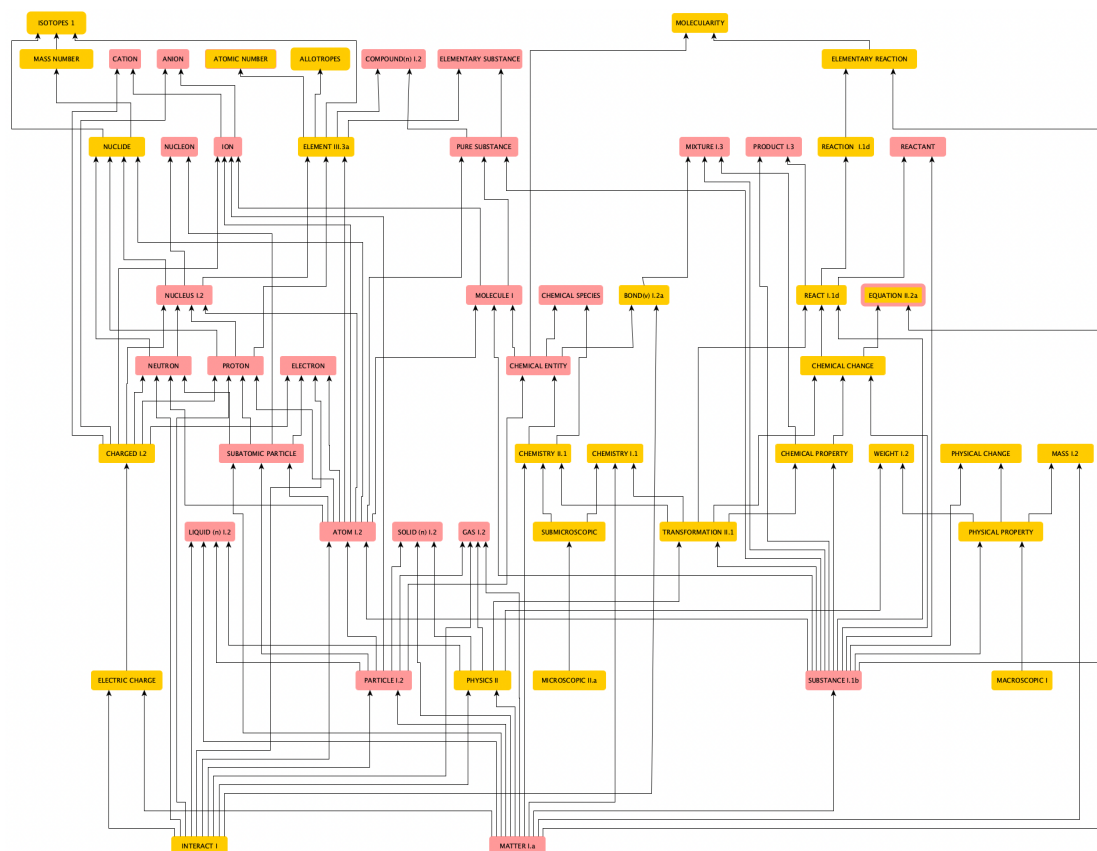 ISOTOPES 1
MOLECULARITY
MASS NUMBER
CATION
ANION
ATOMIC NUMBER
ALLOTROPES
COMPOUND(n) I.2
ELEMENTARY SUBSTANCE
ELEMENTARY REACTION
NUCLIDE
NUCLEON
ION
ELEMENT III.3a
PURE SUBSTANCE
MIXTURE I.3
PRODUCT I.3
REACTION I.1d
REACTANT
NUCLEUS I.2
MOLECULE I
CHEMICAL SPECIES
BOND(v) I.2a
REACT I.1d
EQUATION II.2a
NEUTRON
PROTON
ELECTRON
CHEMICAL ENTITY
CHEMICAL CHANGE
CHARGED I.2
SUBATOMIC PARTICLE
CHEMISTRY II.1
CHEMISTRY I.1
CHEMICAL PROPERTY
WEIGHT I.2
PHYSICAL CHANGE
MASS I.2
LIQUID (n) I.2
ATOM I.2
SOLID (n) I.2
GAS I.2
SUBMICROSCOPIC
TRANSFORMATION II.1
PHYSICAL PROPERTY
ELECTRIC CHARGE
PARTICLE I.2
PHYSICS II
MICROSCOPIC II.a
SUBSTANCE I.1b
MACROSCOPIC I
INTERACT I
MATTER I.a